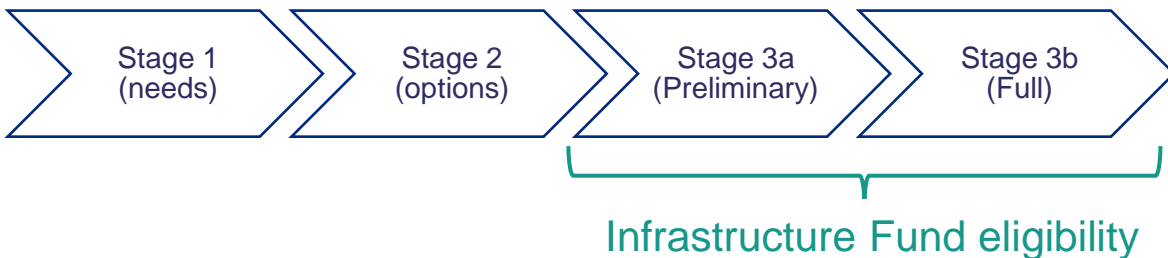 Stage 1
(needs)
Stage 2
(options)
Stage 3a
(Preliminary)
Stage 3b
(Full)
Infrastructure Fund eligibility